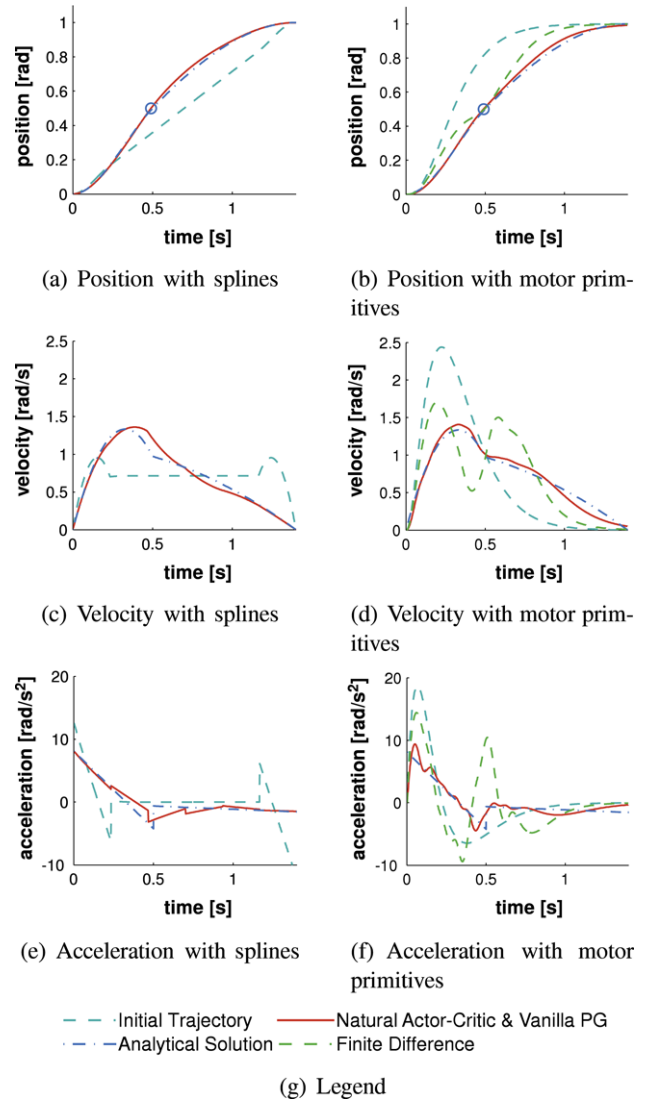 1
0.8
0.6
0.4
0.2
0
position [rad]
0 0.5 1
time [s]
(a) Position with splines
1
0.8
0.6
0.4
0.2
0
position [rad]
0 0.5 1
time [s]
(b) Position with motor prim-
itives
2.5
2
1.5
1
0.5
0
velocity [rad/s]
0 0.5 1
time [s]
(c) Velocity with splines
2.5
2
1.5
1
0.5
0
velocity [rad/s]
0 0.5 1
time [s]
(d) Velocity with motor prim-
itives
20
10
0
-10
acceleration [rad/s²]
0 0.5 1
time [s]
(e) Acceleration with splines
20
10
0
-10
acceleration [rad/s²]
0 0.5 1
time [s]
(f) Acceleration with motor
primitives
Initial Trajectory Natural Actor-Critic & Vanilla PG
Analytical Solution Finite Difference
(g) Legend